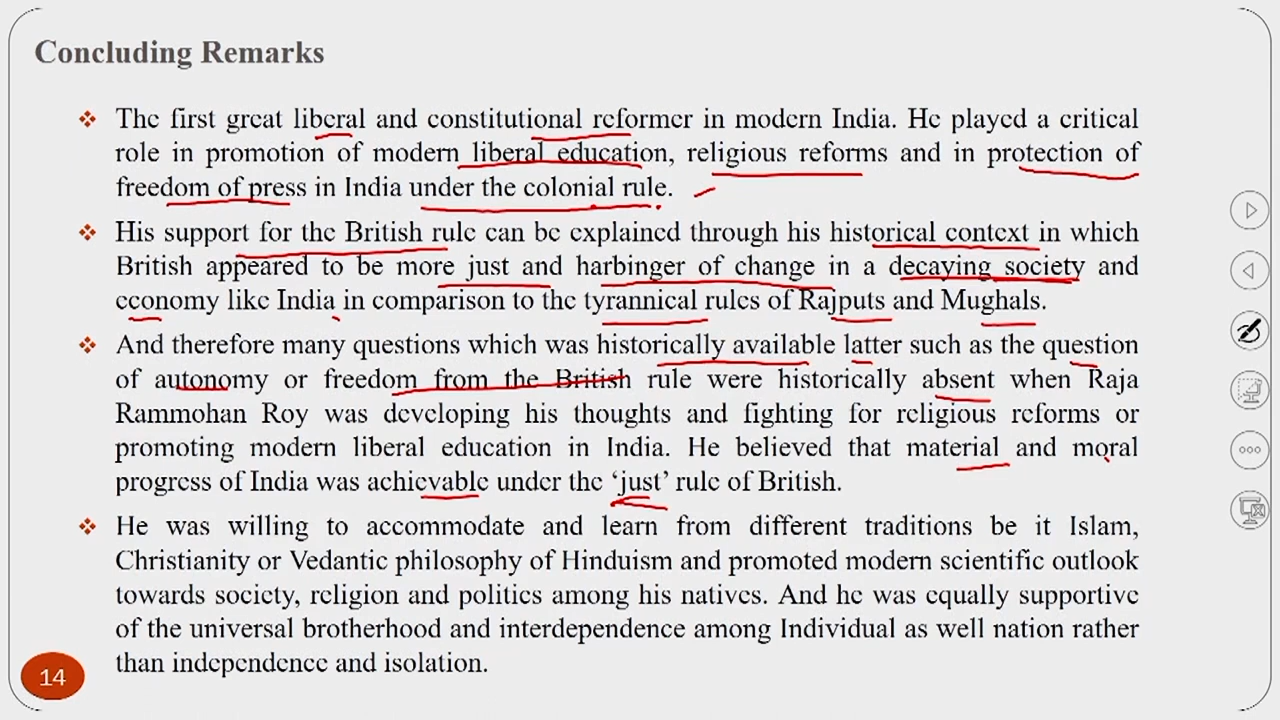 Concluding Remarks
❖ The first great liberal and constitutional reformer in modern India. He played a critical
role in promotion of modern liberal education, religious reforms and in protection of
freedom of press in India under the colonial rule.
❖ His support for the British rule can be explained through his historical context in which
British appeared to be more just and harbinger of change in a decaying society and
economy like India in comparison to the tyrannical rules of Rajputs and Mughals.
❖ And therefore many questions which was historically available latter such as the question
of autonomy or freedom from the British rule were historically absent when Raja
Rammohan Roy was developing his thoughts and fighting for religious reforms or
promoting modern liberal education in India. He believed that material and moral
progress of India was achievable under the ‘just’ rule of British.
❖ He was willing to accommodate and learn from different traditions be it Islam,
Christianity or Vedantic philosophy of Hinduism and promoted modern scientific outlook
towards society, religion and politics among his natives. And he was equally supportive
of the universal brotherhood and interdependence among Individual as well nation rather
than independence and isolation.
14